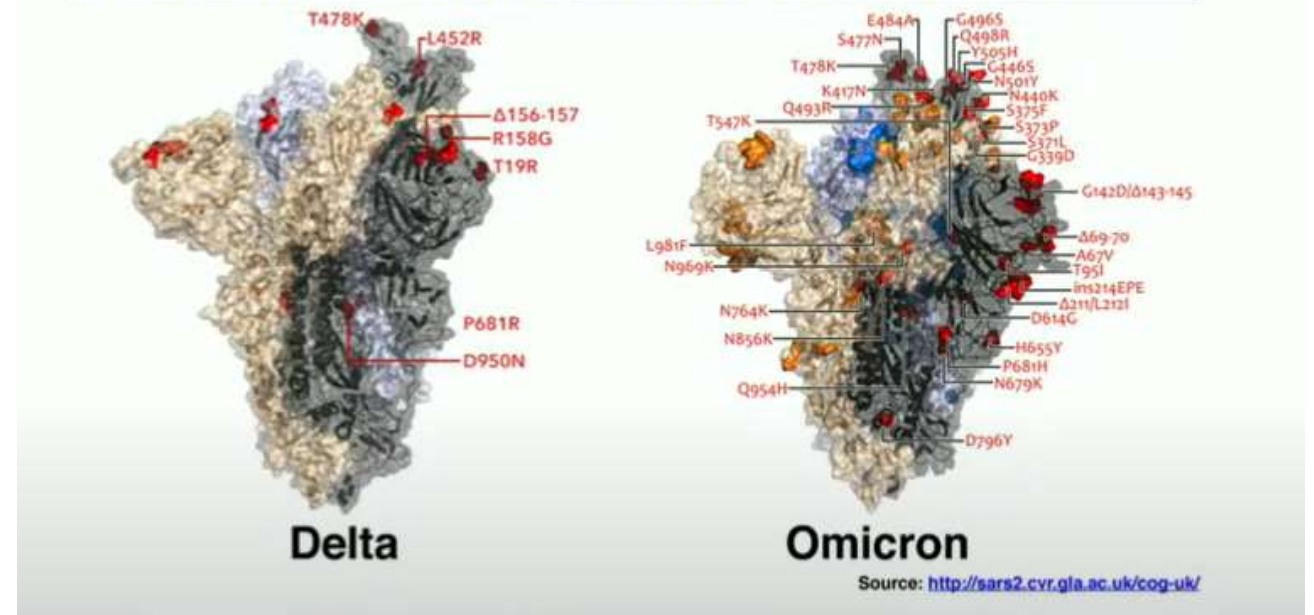 T478K
L452R
Δ156-157
R158G
T19R
P681R
D950N
Delta
E484A
S477N
T478K
K417N
Q493R
T547K
G496S
Q498R
Y505H
G446S
N501Y
N440K
S375F
S373P
S371L
G339D
G142D/Δ143-145
Δ69-70
A67V
T95I
ins214EPE
Δ211/L212I
D614G
H655Y
P681H
N679K
L981F
N969K
N764K
N856K
Q954H
D796Y
Omicron
Source: http://sars2.cvr.gla.ac.uk/cog-uk/